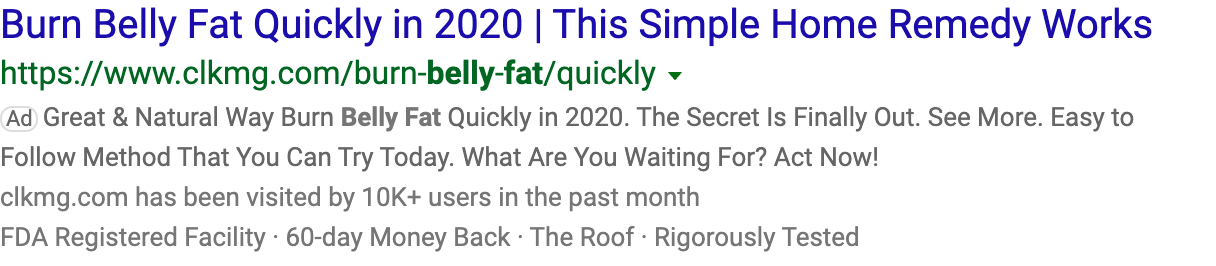 Burn Belly Fat Quickly in 2020 | This Simple Home Remedy Works
https://www.clkmg.com/burn-belly-fat/quickly
Ad Great & Natural Way Burn Belly Fat Quickly in 2020. The Secret Is Finally Out. See More. Easy to
Follow Method That You Can Try Today. What Are You Waiting For? Act Now!
clkmg.com has been visited by 10K+ users in the past month
FDA Registered Facility · 60-day Money Back · The Roof · Rigorously Tested